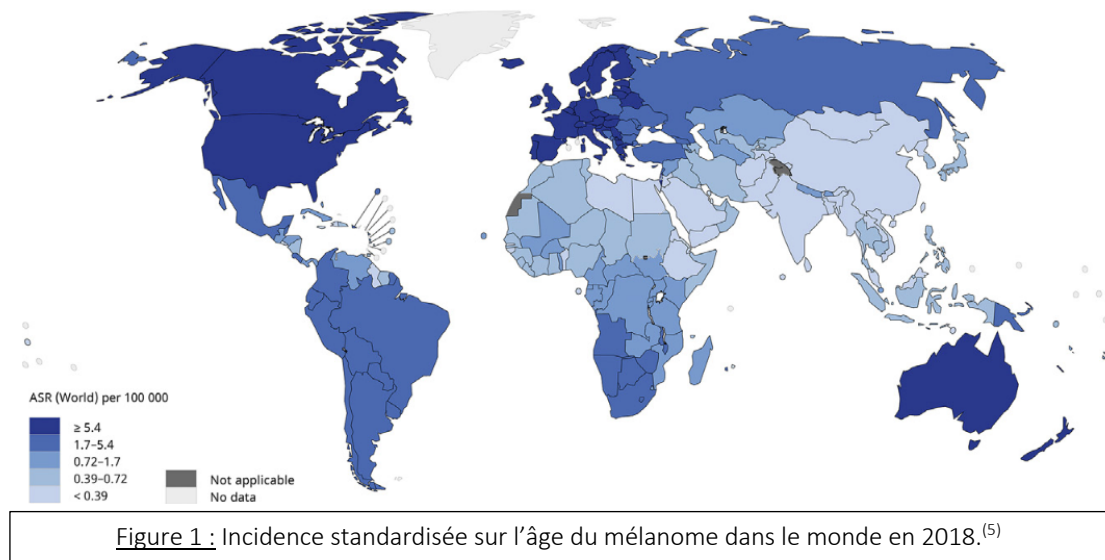 ASR (World) per 100 000
≥ 5.4
1.7–5.4
0.72–1.7
0.39–0.72
< 0.39
Not applicable
No data
Figure 1 : Incidence standardisée sur l’âge du mélanome dans le monde en 2018.(5)